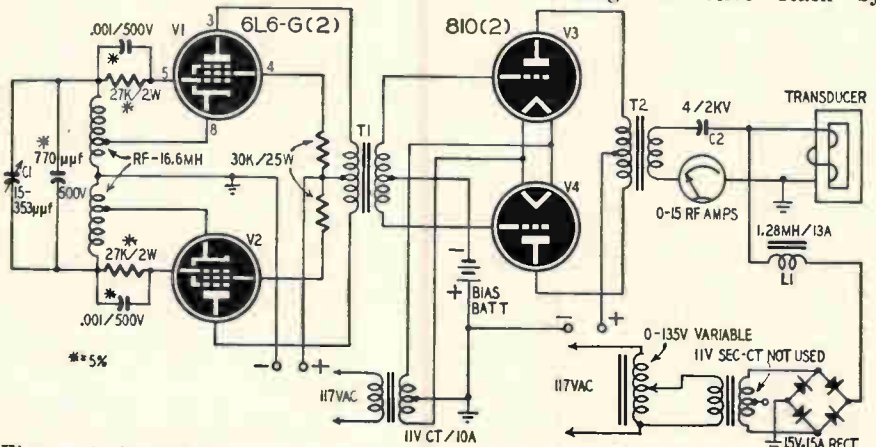 .001/500V
*
V1
3
6L6-G(2)
810(2)
V3
5
4
27K/2W
*
8
T1
T2
4/2KV
TRANSDUCER
*
770μμf
500V
C1
15-
353μμf
RF-16.6MH
30K/25W
C2
0-15 RF AMPS
V2
V4
*
27K/2W
*
.001/500V
1.28MH/13A
L1
-
+
BIAS
BATT
- +
- +
*=5%
0-135V VARIABLE
11V SEC-CT NOT USED
117VAC
117VAC
11V CT/10A
15V-15A RECT